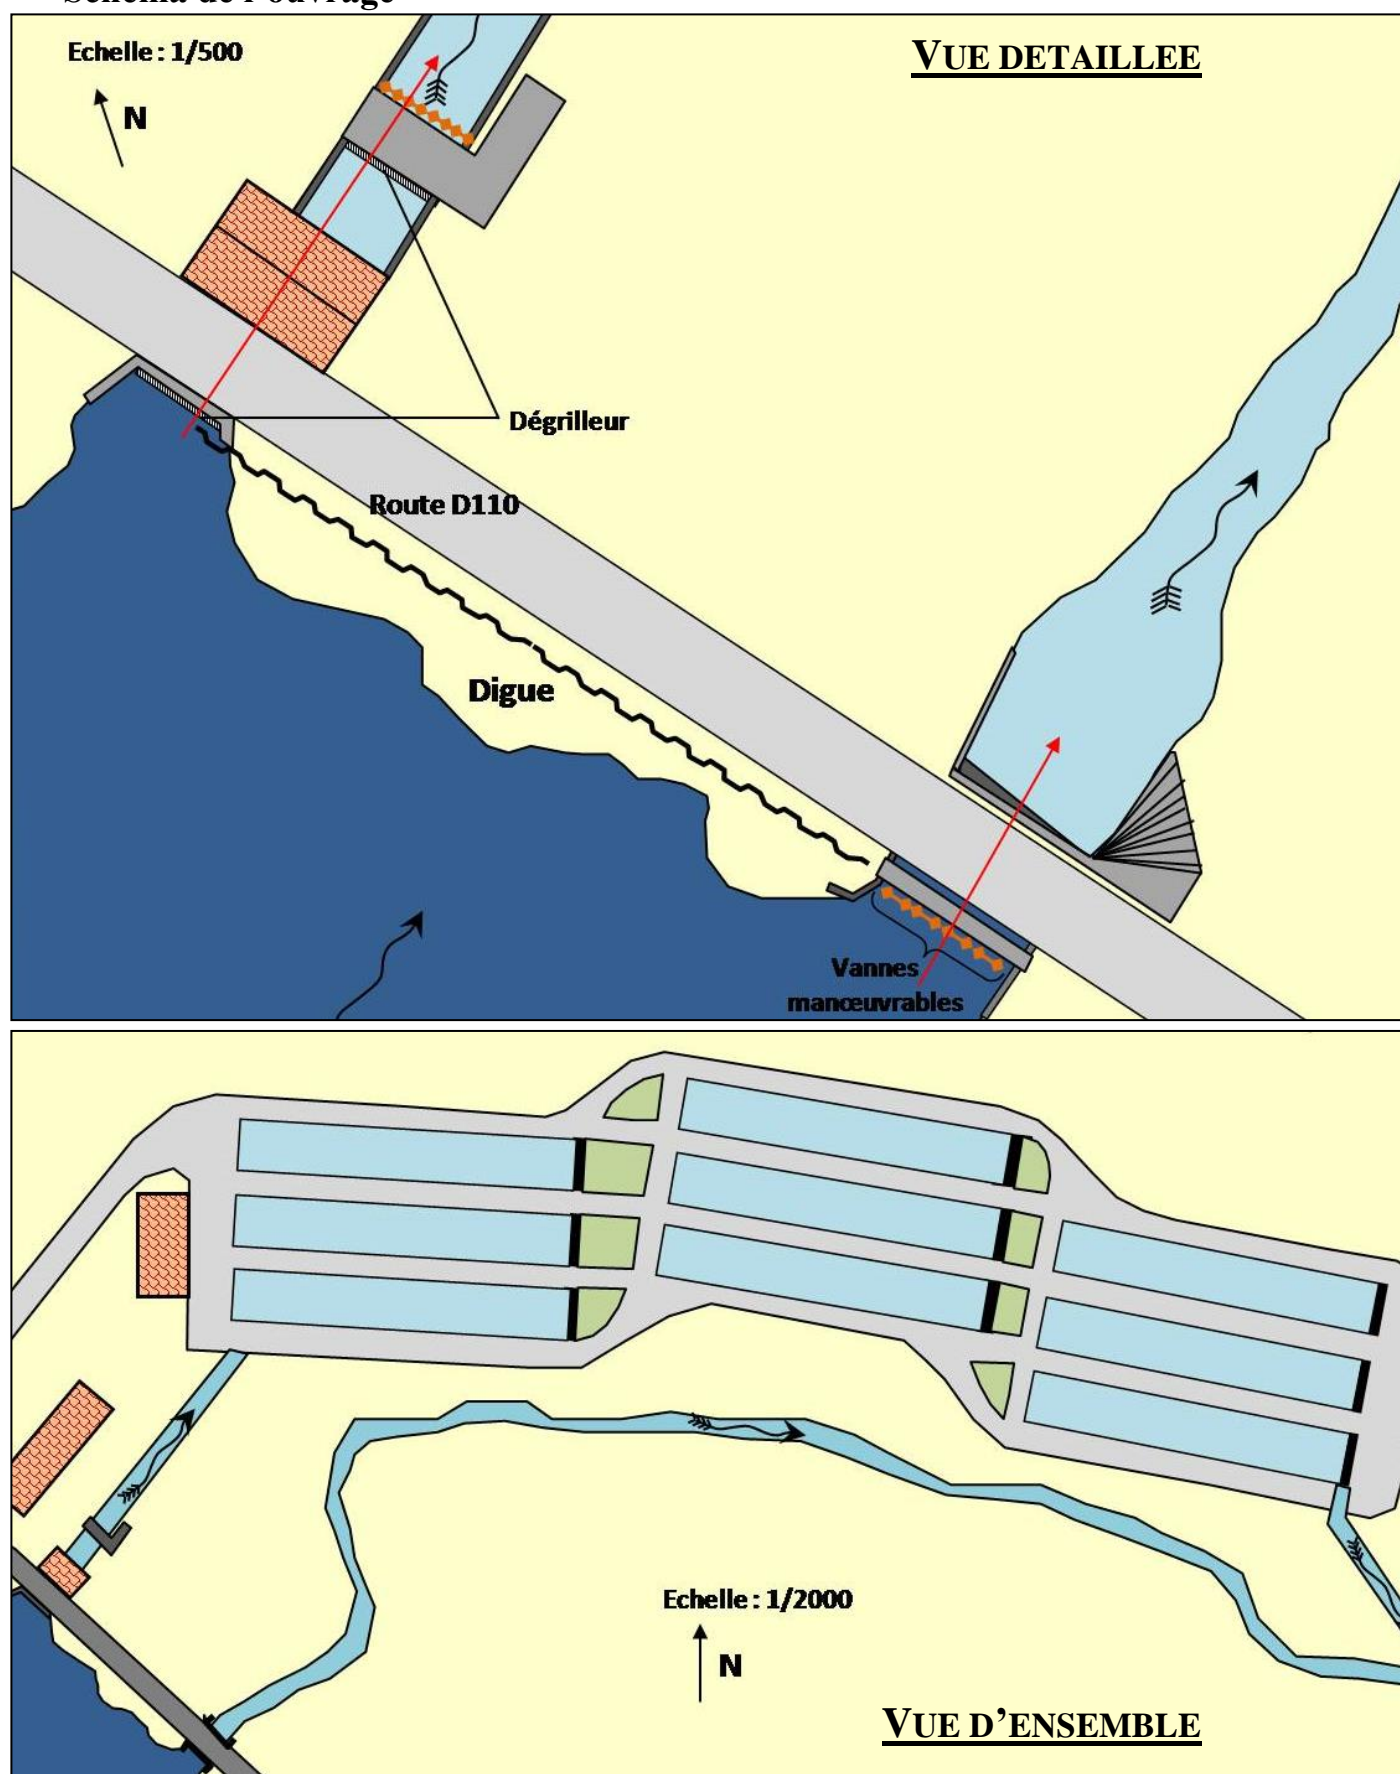 Schéma de l'ouvrage
Echelle : 1/500
VUE DETAILLEE
N
Dégrilleur
Route D110
Digue
Vannes
manœuvrables
Echelle : 1/2000
N
VUE D'ENSEMBLE